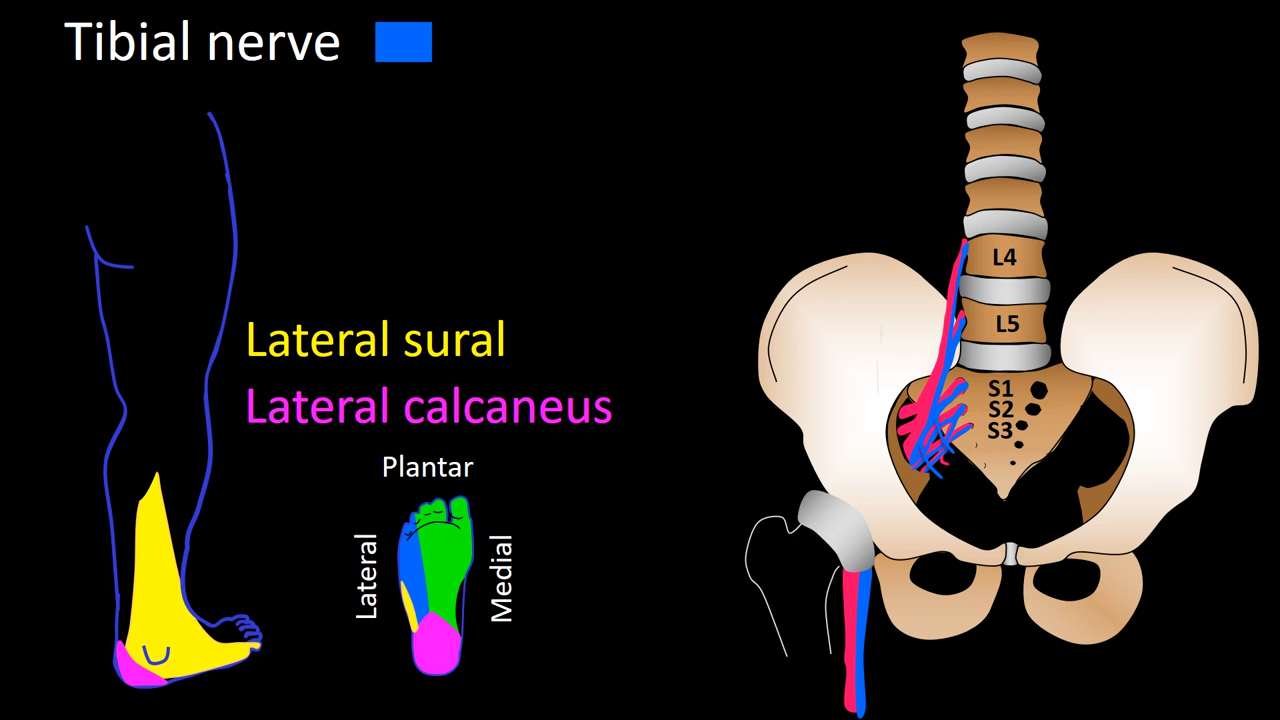 Tibial nerve
Lateral sural
Lateral calcaneus
Plantar
Lateral
Medial
L4
L5
S1
S2
S3